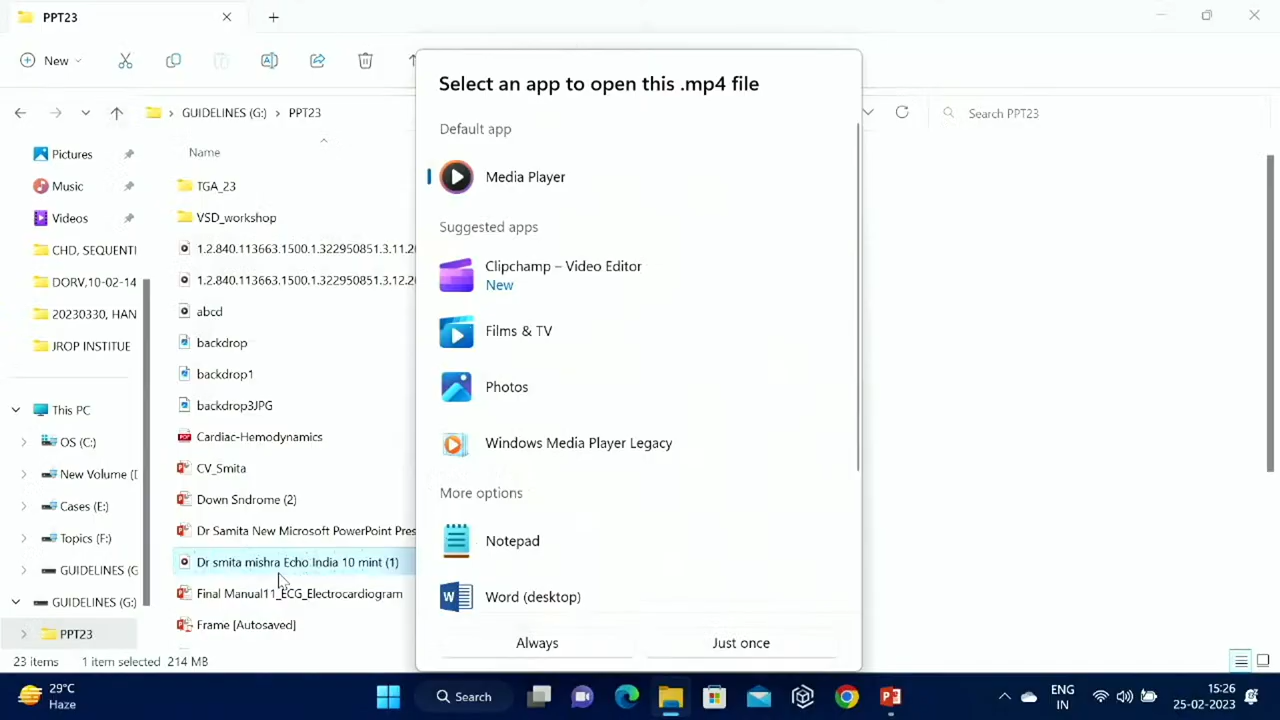 PPT23
New
GUIDELINES (G:) > PPT23
Search PPT23
Pictures
Music
Videos
CHD, SEQUENTI
DORV,10-02-14
20230330, HAN
JROP INSTITUE
This PC
OS (C:)
New Volume (D
Cases (E:)
Topics (F:)
GUIDELINES (G
GUIDELINES (G:)
PPT23
Name
TGA_23
VSD_workshop
1.2.840.113663.1500.1.322950851.3.11.20
1.2.840.113663.1500.1.322950851.3.12.20
abcd
backdrop
backdrop1
backdrop3JPG
Cardiac-Hemodynamics
CV_Smita
Down Sndrome (2)
Dr Samita New Microsoft PowerPoint Pres
Dr smita mishra Echo India 10 mint (1)
Final Manual11_ECG_Electrocardiogram
Frame [Autosaved]
Select an app to open this .mp4 file
Default app
Media Player
Suggested apps
Clipchamp – Video Editor
New
Films & TV
Photos
Windows Media Player Legacy
More options
Notepad
Word (desktop)
Always
Just once
23 items
1 item selected
214 MB
29°C
Haze
Search
ENG
IN
15:26
25-02-2023